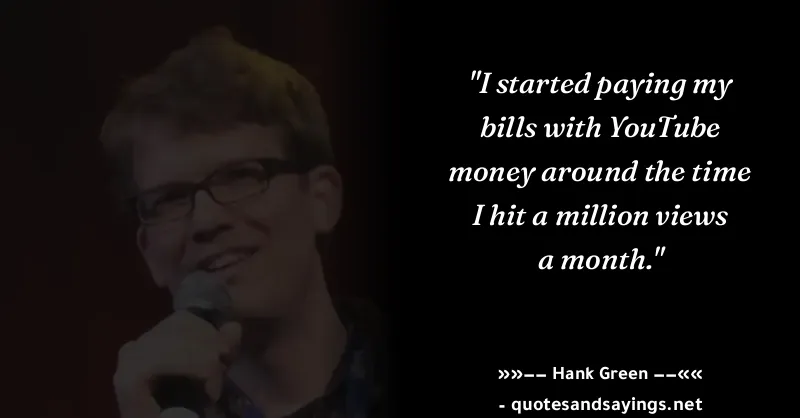 "I started paying my
bills with YouTube
money around the time
I hit a million views
a month."
»»−− Hank Green −−««
- quotesandsayings.net